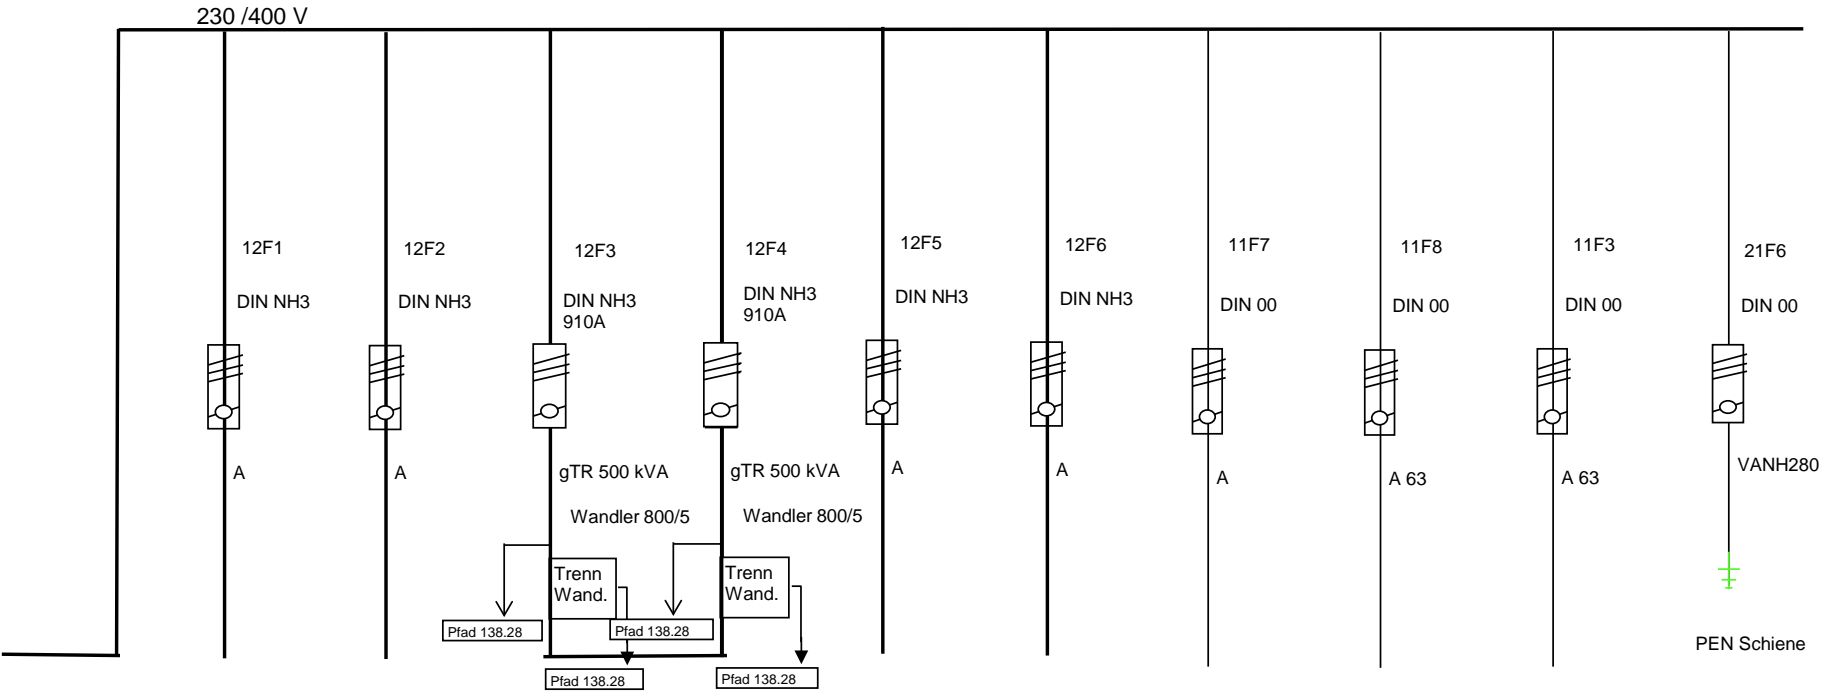 230 /400 V
12F1
12F2
12F3
12F4
12F5
12F6
11F7
11F8
11F3
21F6
DIN NH3
DIN NH3
DIN NH3
910A
DIN NH3
910A
DIN NH3
DIN NH3
DIN 00
DIN 00
DIN 00
DIN 00
A
A
gTR 500 kVA
gTR 500 kVA
A
A
A
A 63
A 63
VANH280
Wandler 800/5
Wandler 800/5
Trenn
Wand.
Trenn
Wand.
Pfad 138.28
Pfad 138.28
PEN Schiene
Pfad 138.28
Pfad 138.28